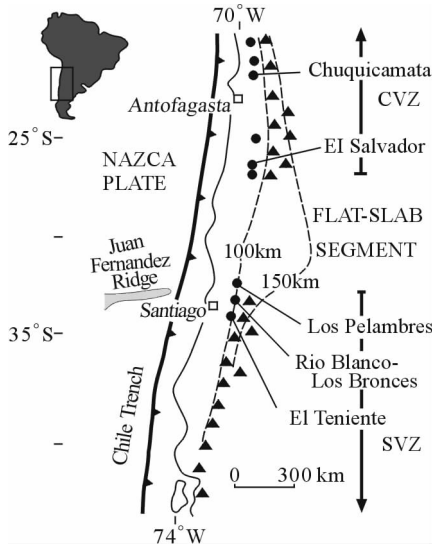 70°W
Chuquicamata
Antofagasta
CVZ
25°S
El Salvador
NAZCA
PLATE
FLAT-SLAB
SEGMENT
100km
150km
Juan
Fernandez
Ridge
Santiago
Los Pelambres
35°S
Rio Blanco-
Los Bronces
El Teniente
Chile Trench
SVZ
0 300 km
74°W